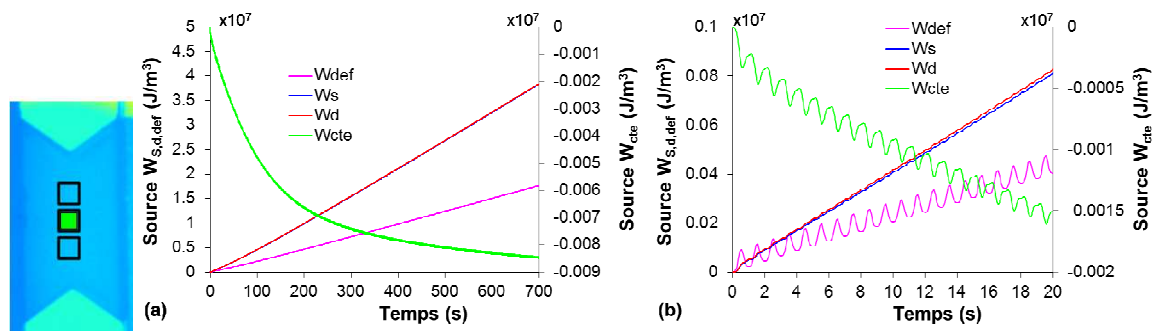 x10⁷ x10⁷
Source W_S,d,def (J/m³)
5
4.5
4
3.5
3
2.5
2
1.5
1
0.5
0
Wdef
Ws
Wd
Wcte
0
-0.001
-0.002
-0.003
-0.004
-0.005
-0.006
-0.007
-0.008
-0.009
Source W_cte (J/m³)
0 100 200 300 400 500 600 700
(a) Temps (s)
x10⁷ x10⁷
Source W_S,d,def (J/m³)
0.1
0.08
0.06
0.04
0.02
0
Wdef
Ws
Wd
Wcte
0
-0.0005
-0.001
-0.0015
-0.002
Source W_cte (J/m³)
0 2 4 6 8 10 12 14 16 18 20
(b) Temps (s)